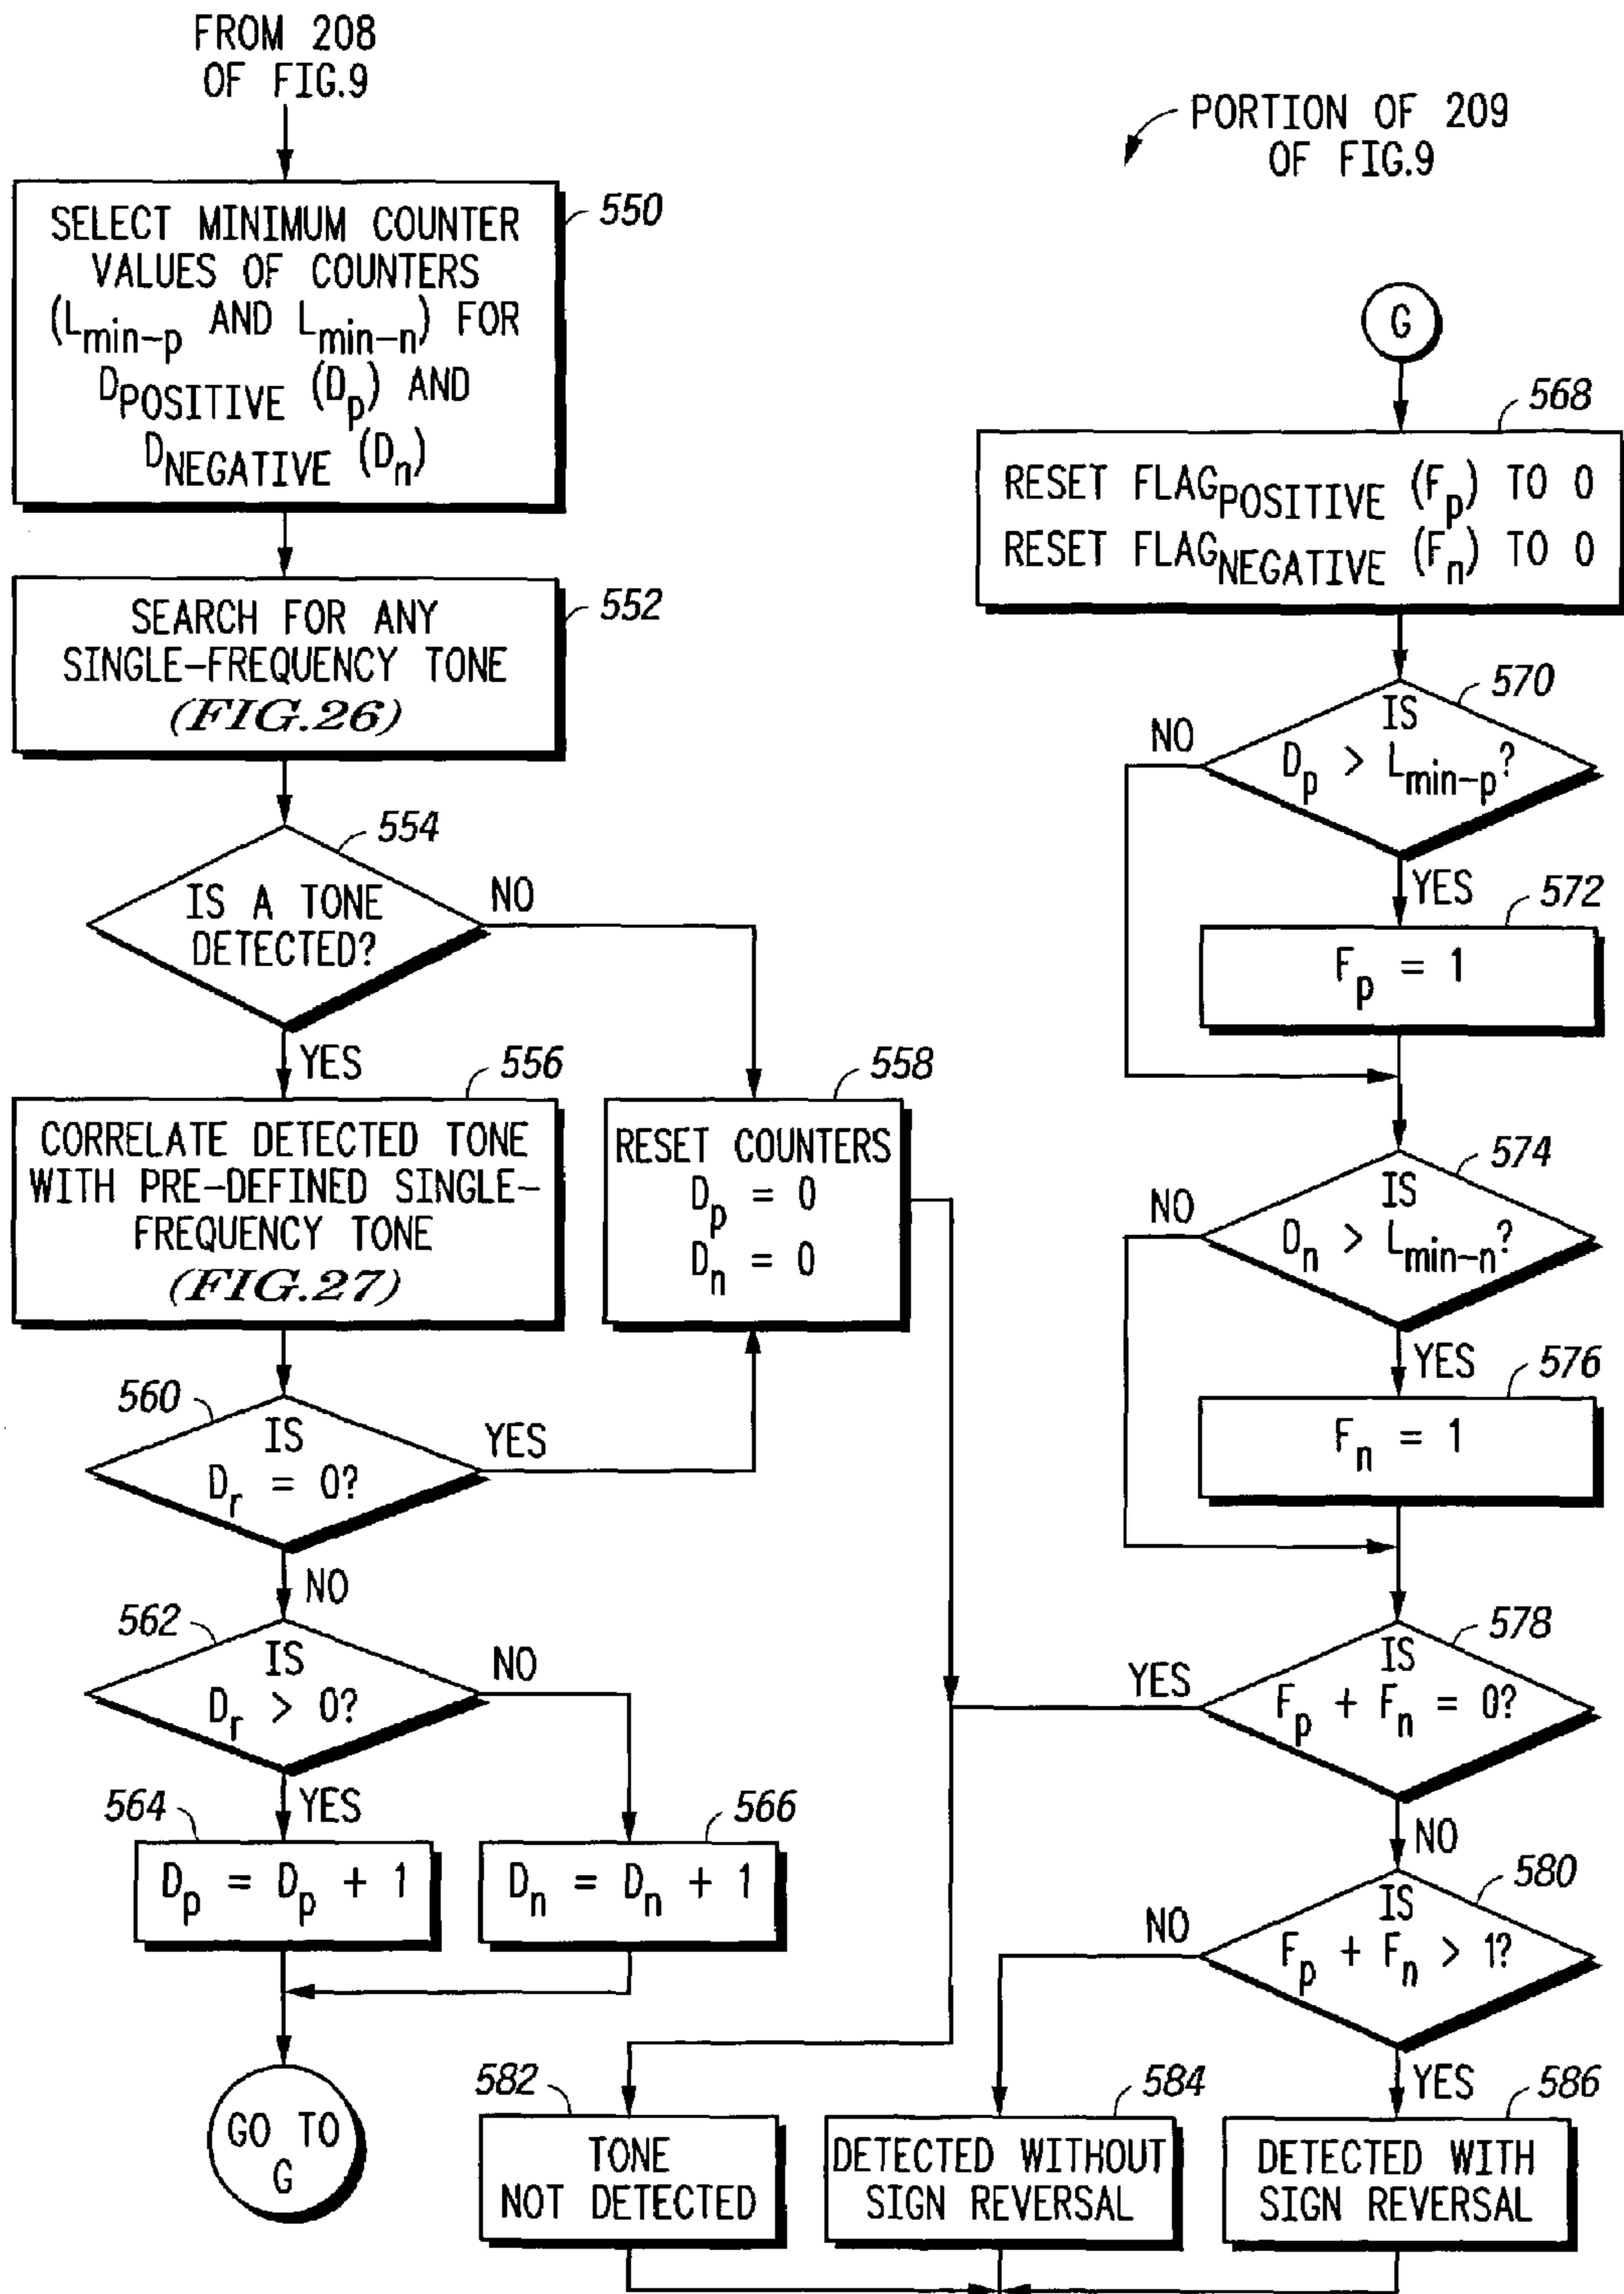 FROM 208
OF FIG.9
SELECT MINIMUM COUNTER
VALUES OF COUNTERS
(Lmin-p AND Lmin-n) FOR
DPOSITIVE (Dp) AND
DNEGATIVE (Dn)
550
SEARCH FOR ANY
SINGLE-FREQUENCY TONE
(FIG.26)
552
554
IS A TONE
DETECTED?
NO
YES
556
CORRELATE DETECTED TONE
WITH PRE-DEFINED SINGLE-
FREQUENCY TONE
(FIG.27)
558
RESET COUNTERS
Dp = 0
Dn = 0
560
IS
Dr = 0?
YES
NO
562
IS
Dr > 0?
NO
YES
564
Dp = Dp + 1
566
Dn = Dn + 1
GO TO
G
PORTION OF 209
OF FIG.9
G
568
RESET FLAGPOSITIVE (Fp) TO 0
RESET FLAGNEGATIVE (Fn) TO 0
570
IS
Dp > Lmin-p?
NO
YES
572
Fp = 1
574
IS
Dn > Lmin-n?
NO
YES
576
Fn = 1
578
IS
Fp + Fn = 0?
YES
NO
580
IS
Fp + Fn > 1?
NO
YES
582
TONE
NOT DETECTED
584
DETECTED WITHOUT
SIGN REVERSAL
586
DETECTED WITH
SIGN REVERSAL